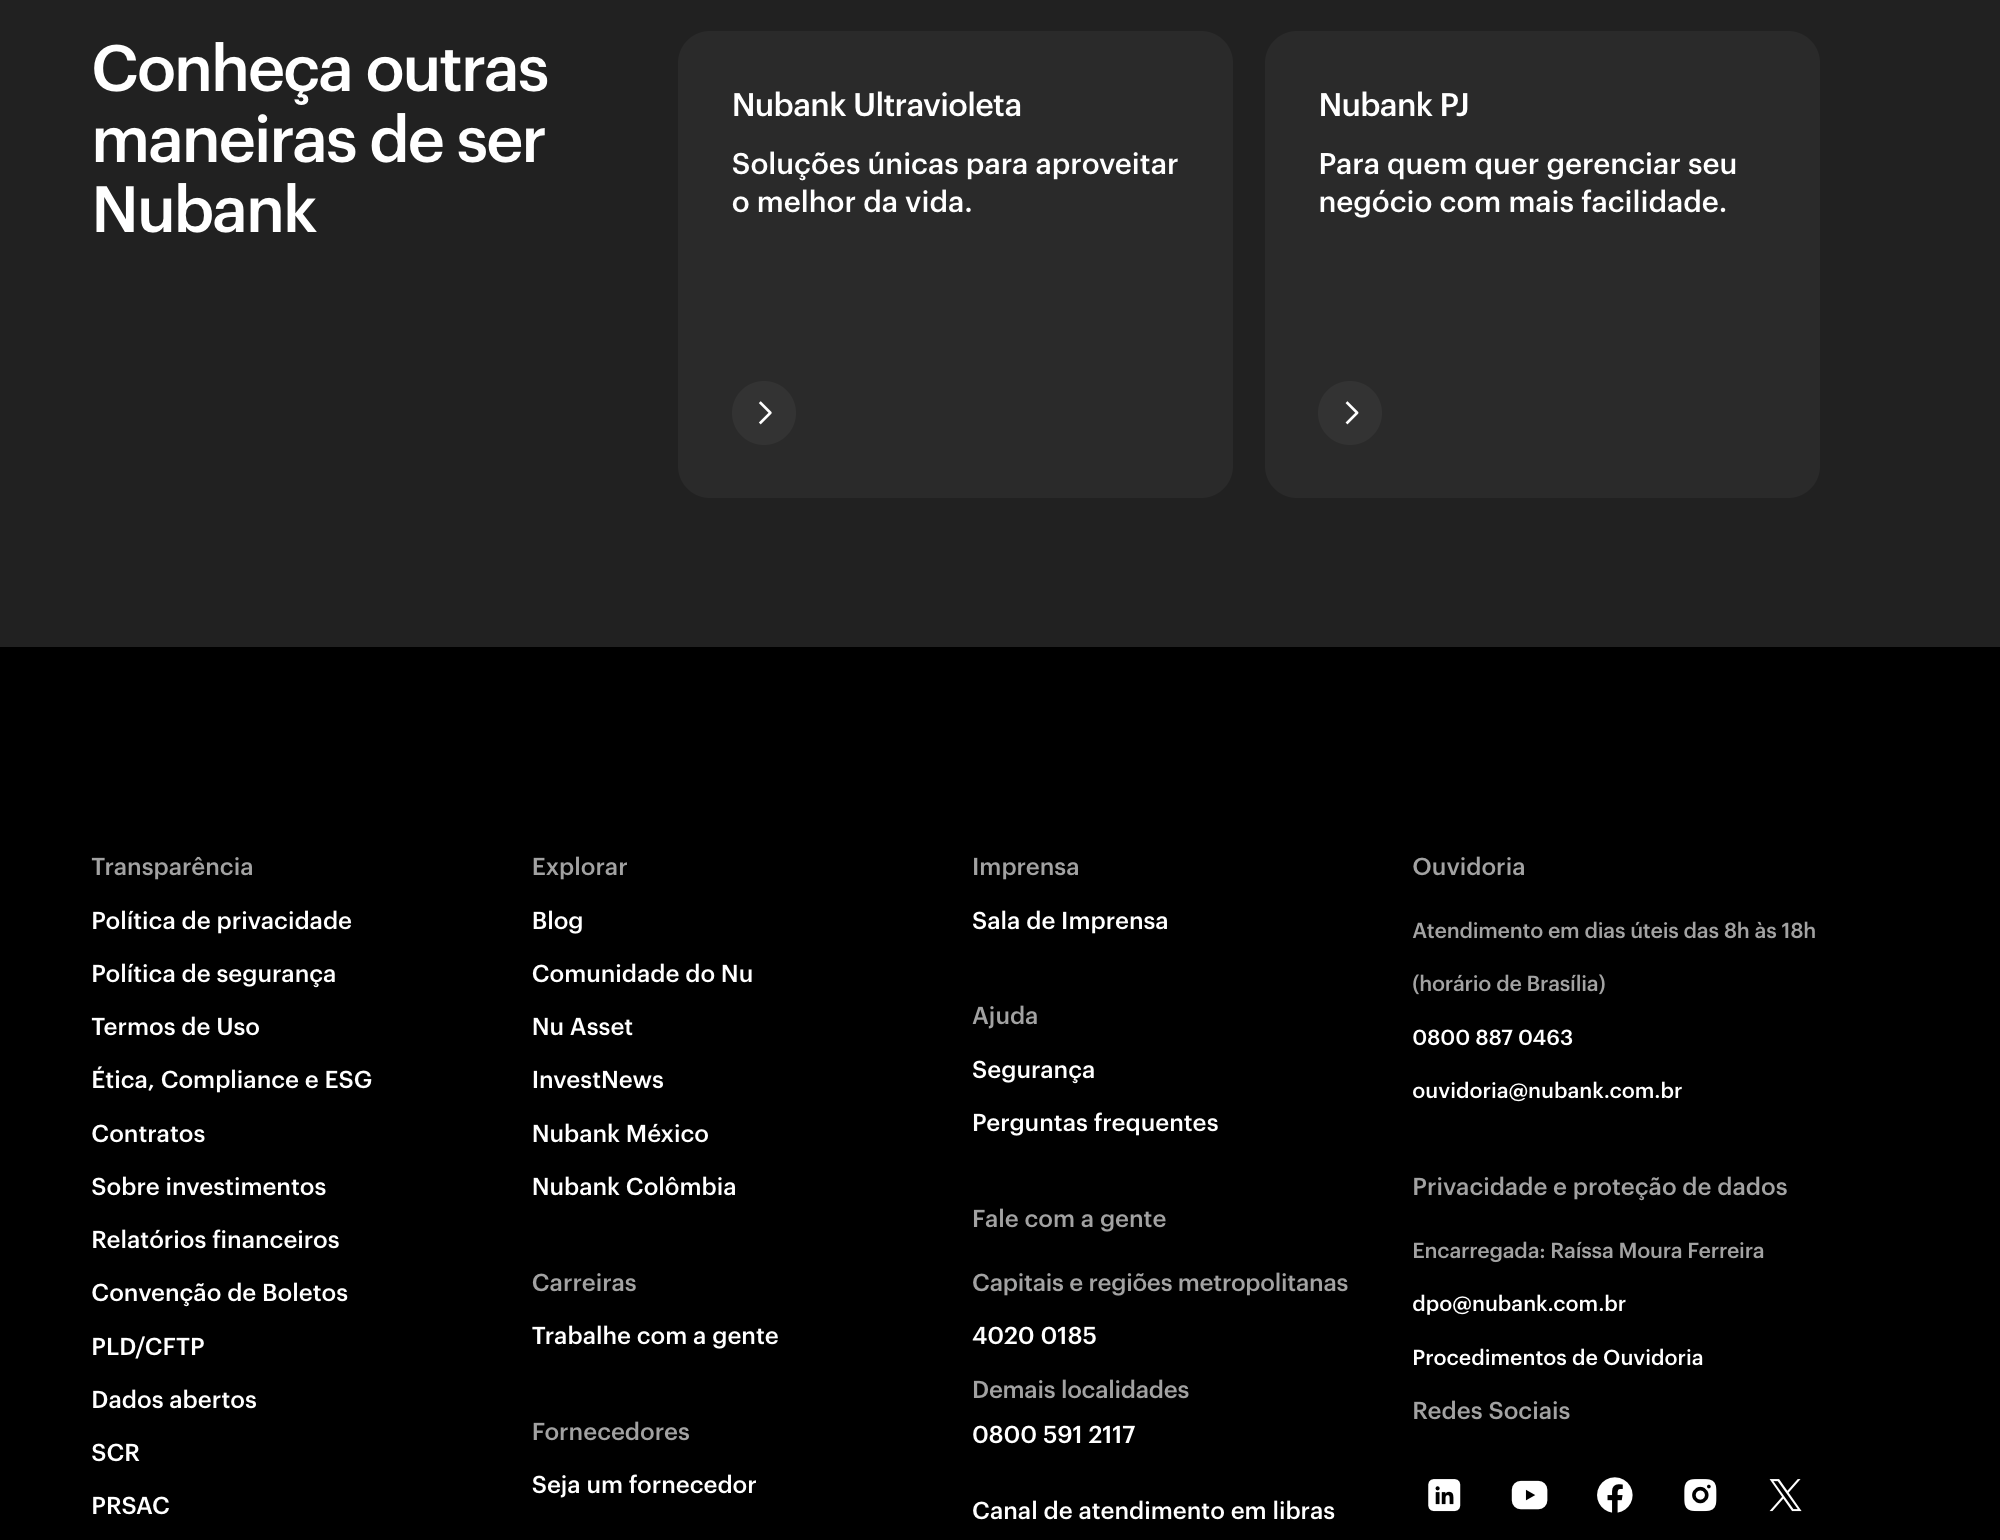 Conheça outras
maneiras de ser
Nubank
Nubank Ultravioleta
Soluções únicas para aproveitar
o melhor da vida.
Nubank PJ
Para quem quer gerenciar seu
negócio com mais facilidade.
Transparência
Política de privacidade
Política de segurança
Termos de Uso
Ética, Compliance e ESG
Contratos
Sobre investimentos
Relatórios financeiros
Convenção de Boletos
PLD/CFTP
Dados abertos
SCR
PRSAC
Explorar
Blog
Comunidade do Nu
Nu Asset
InvestNews
Nubank México
Nubank Colômbia
Carreiras
Trabalhe com a gente
Fornecedores
Seja um fornecedor
Imprensa
Sala de Imprensa
Ajuda
Segurança
Perguntas frequentes
Fale com a gente
Capitais e regiões metropolitanas
4020 0185
Demais localidades
0800 591 2117
Canal de atendimento em libras
Ouvidoria
Atendimento em dias úteis das 8h às 18h
(horário de Brasília)
0800 887 0463
ouvidoria@nubank.com.br
Privacidade e proteção de dados
Encarregada: Raíssa Moura Ferreira
dpo@nubank.com.br
Procedimentos de Ouvidoria
Redes Sociais